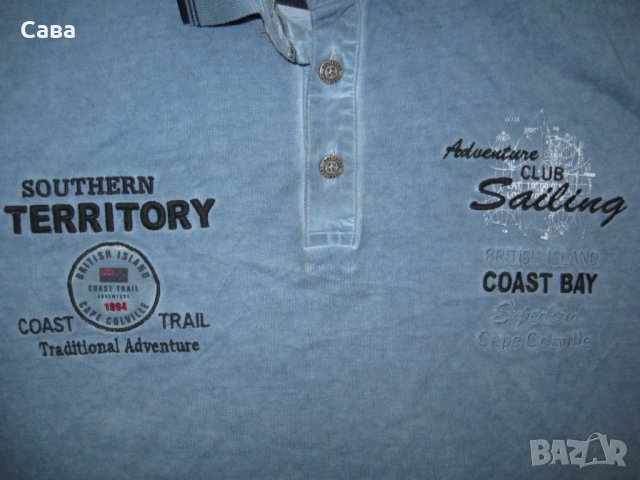 Сава
SOUTHERN
TERRITORY
BRITISH ISLAND
COAST TRAIL
ADVENTURE
1994
CAPE COLVILLE
COAST TRAIL
Traditional Adventure
Adventure
CLUB
Sailing
BRITISH ISLAND
COAST BAY
Cape Colville
BAZAR